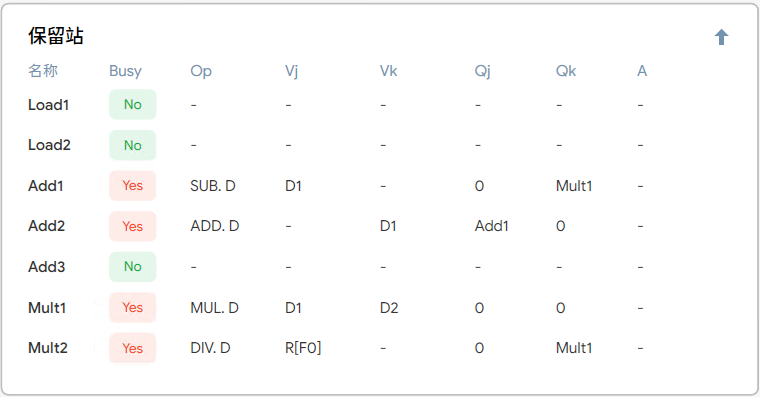 保留站
名称 Busy Op Vj Vk Qj Qk A
Load1 No - - - - - -
Load2 No - - - - - -
Add1 Yes SUB. D D1 - 0 Mult1 -
Add2 Yes ADD. D - D1 Add1 0 -
Add3 No - - - - - -
Mult1 Yes MUL. D D1 D2 0 0 -
Mult2 Yes DIV. D R[F0] - 0 Mult1 -